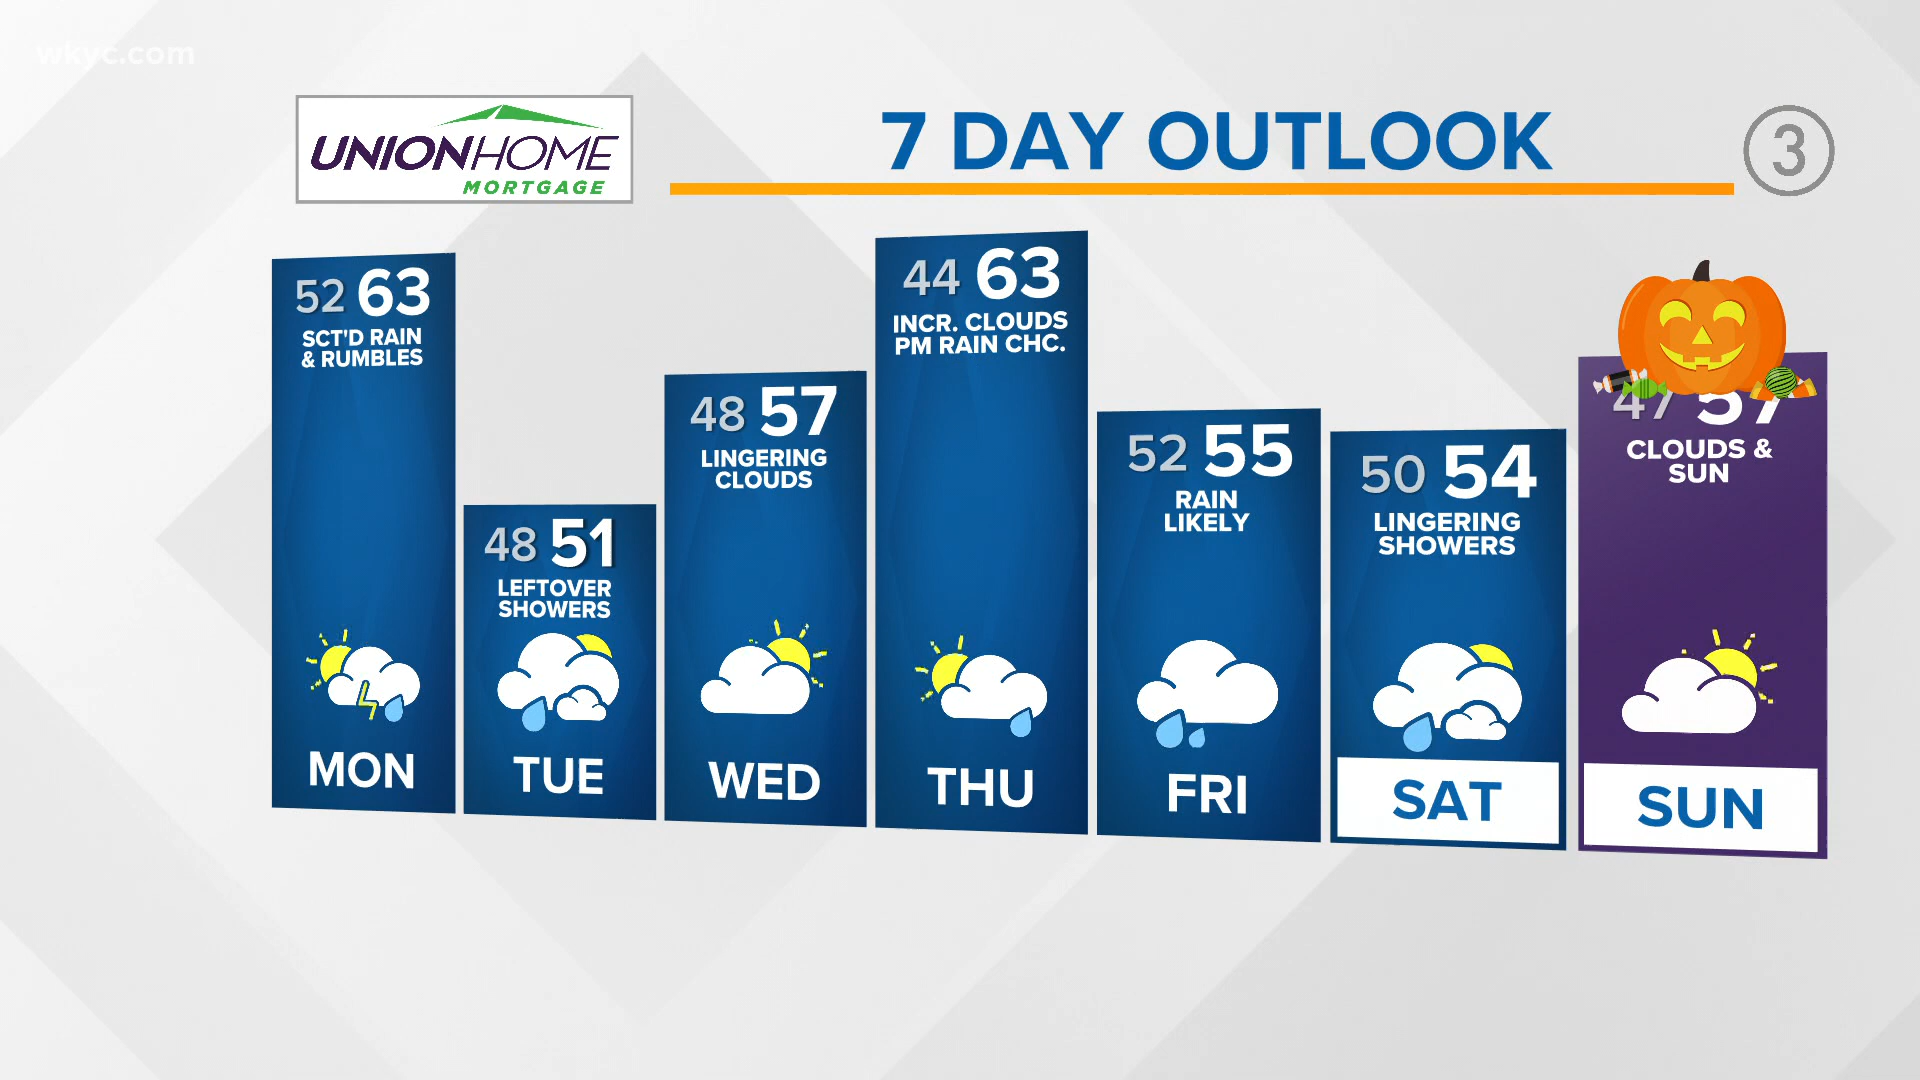 wkyc.com
UNIONHOME
MORTGAGE
7 DAY OUTLOOK
3
52 63
SCT'D RAIN
& RUMBLES
MON
48 51
LEFTOVER
SHOWERS
TUE
48 57
LINGERING
CLOUDS
WED
44 63
INCR. CLOUDS
PM RAIN CHC.
THU
52 55
RAIN
LIKELY
FRI
50 54
LINGERING
SHOWERS
SAT
47 57
CLOUDS &
SUN
SUN